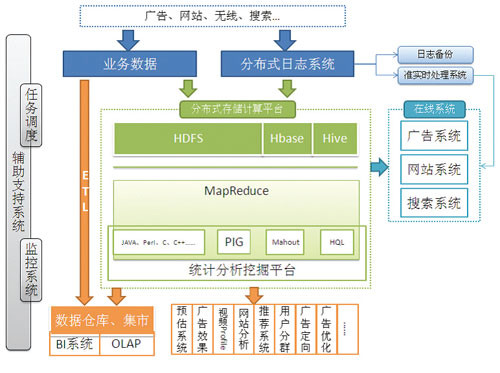 广告、网站、无线、搜索...
业务数据
分布式日志系统
日志备份
准实时处理系统
任务调度
辅助支持系统
监控系统
ETL
分布式存储计算平台
HDFS
Hbase
Hive
MapReduce
JAVA、Perl、C、C++.....
PIG
Mahout
HQL
统计分析挖掘平台
在线系统
广告系统
网站系统
搜索系统
数据仓库、集市
BI系统
OLAP
预估系统
广告效果
视频Profile
网站分析
推荐系统
用户分群
广告定向
广告优化
......